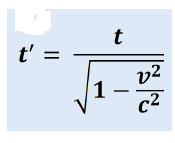 t′ = t / √(1 − v²/c²)